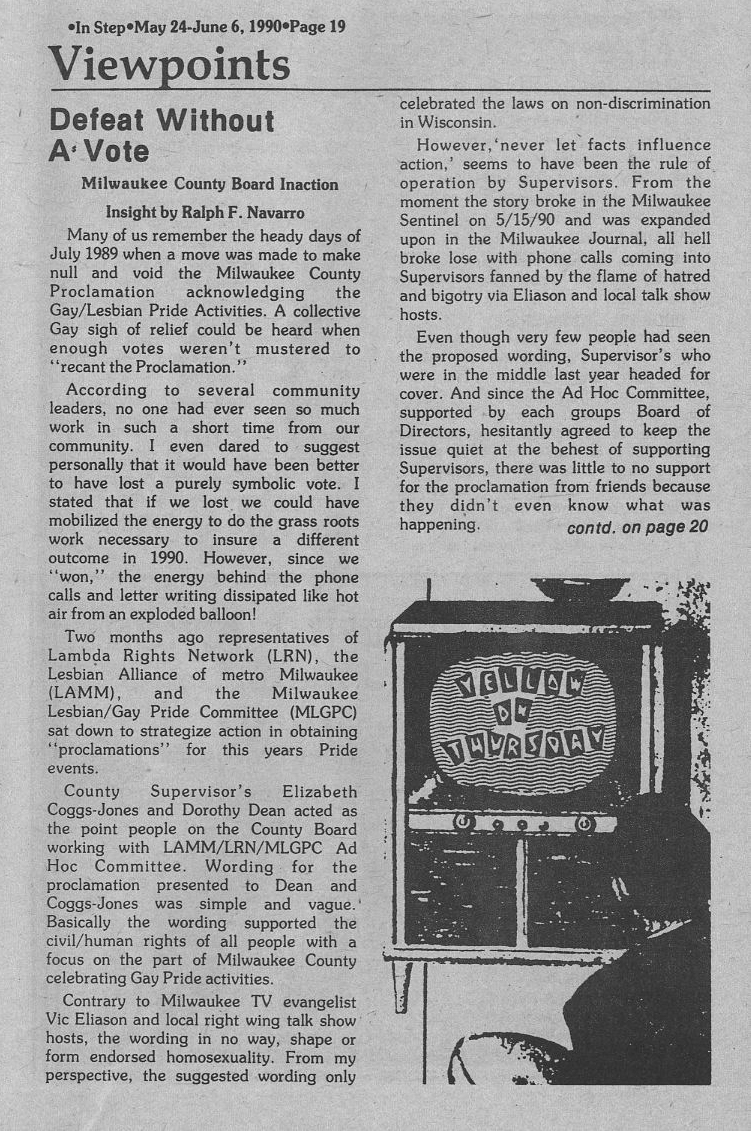 •In Step•May 24-June 6, 1990•Page 19
Viewpoints
Defeat Without
A Vote
Milwaukee County Board Inaction
Insight by Ralph F. Navarro
Many of us remember the heady days of
July 1989 when a move was made to make
null and void the Milwaukee County
Proclamation acknowledging the
Gay/Lesbian Pride Activities. A collective
Gay sigh of relief could be heard when
enough votes weren't mustered to
“recant the Proclamation.”
According to several community
leaders, no one had ever seen so much
work in such a short time from our
community. I even dared to suggest
personally that it would have been better
to have lost a purely symbolic vote. I
stated that if we lost we could have
mobilized the energy to do the grass roots
work necessary to insure a different
outcome in 1990. However, since we
“won,” the energy behind the phone
calls and letter writing dissipated like hot
air from an exploded balloon!
Two months ago representatives of
Lambda Rights Network (LRN), the
Lesbian Alliance of metro Milwaukee
(LAMM), and the Milwaukee
Lesbian/Gay Pride Committee (MLGPC)
sat down to strategize action in obtaining
“proclamations” for this years Pride
events.
County Supervisor's Elizabeth
Coggs-Jones and Dorothy Dean acted as
the point people on the County Board
working with LAMM/LRN/MLGPC Ad
Hoc Committee. Wording for the
proclamation presented to Dean and
Coggs-Jones was simple and vague.
Basically the wording supported the
civil/human rights of all people with a
focus on the part of Milwaukee County
celebrating Gay Pride activities.
Contrary to Milwaukee TV evangelist
Vic Eliason and local right wing talk show
hosts, the wording in no way, shape or
form endorsed homosexuality. From my
perspective, the suggested wording only
celebrated the laws on non-discrimination
in Wisconsin.
However, 'never let facts influence
action,' seems to have been the rule of
operation by Supervisors. From the
moment the story broke in the Milwaukee
Sentinel on 5/15/90 and was expanded
upon in the Milwaukee Journal, all hell
broke lose with phone calls coming into
Supervisors fanned by the flame of hatred
and bigotry via Eliason and local talk show
hosts.
Even though very few people had seen
the proposed wording, Supervisor's who
were in the middle last year headed for
cover. And since the Ad Hoc Committee,
supported by each groups Board of
Directors, hesitantly agreed to keep the
issue quiet at the behest of supporting
Supervisors, there was little to no support
for the proclamation from friends because
they didn't even know what was
happening.
contd. on page 20
YELLOW
ON
THURSDAY